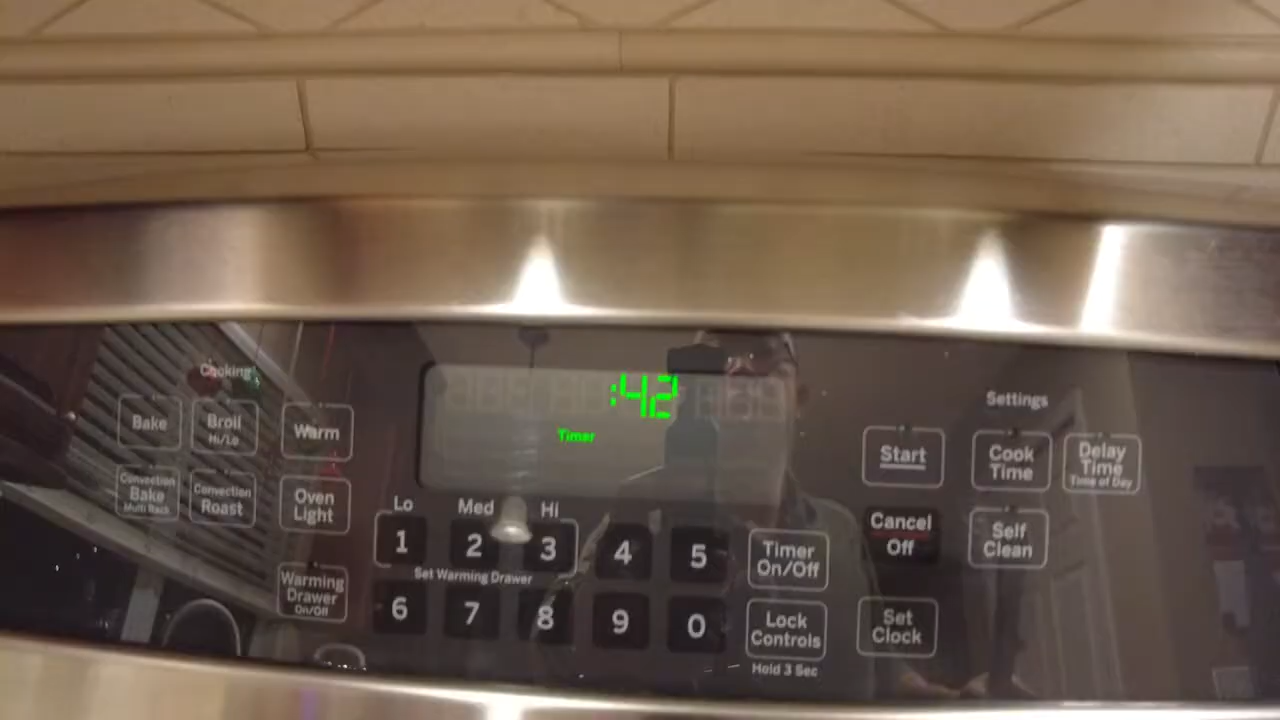 :42
Timer
Cooking
Bake
Broil
Hi/Lo
Warm
Convection
Bake
Multi Rack
Convection
Roast
Oven
Light
Warming
Drawer
On/Off
Lo Med Hi
1 2 3 4 5
Set Warming Drawer
6 7 8 9 0
Timer
On/Off
Lock
Controls
Hold 3 Sec
Start
Cancel
Off
Set
Clock
Settings
Cook
Time
Delay
Time
Time of Day
Self
Clean